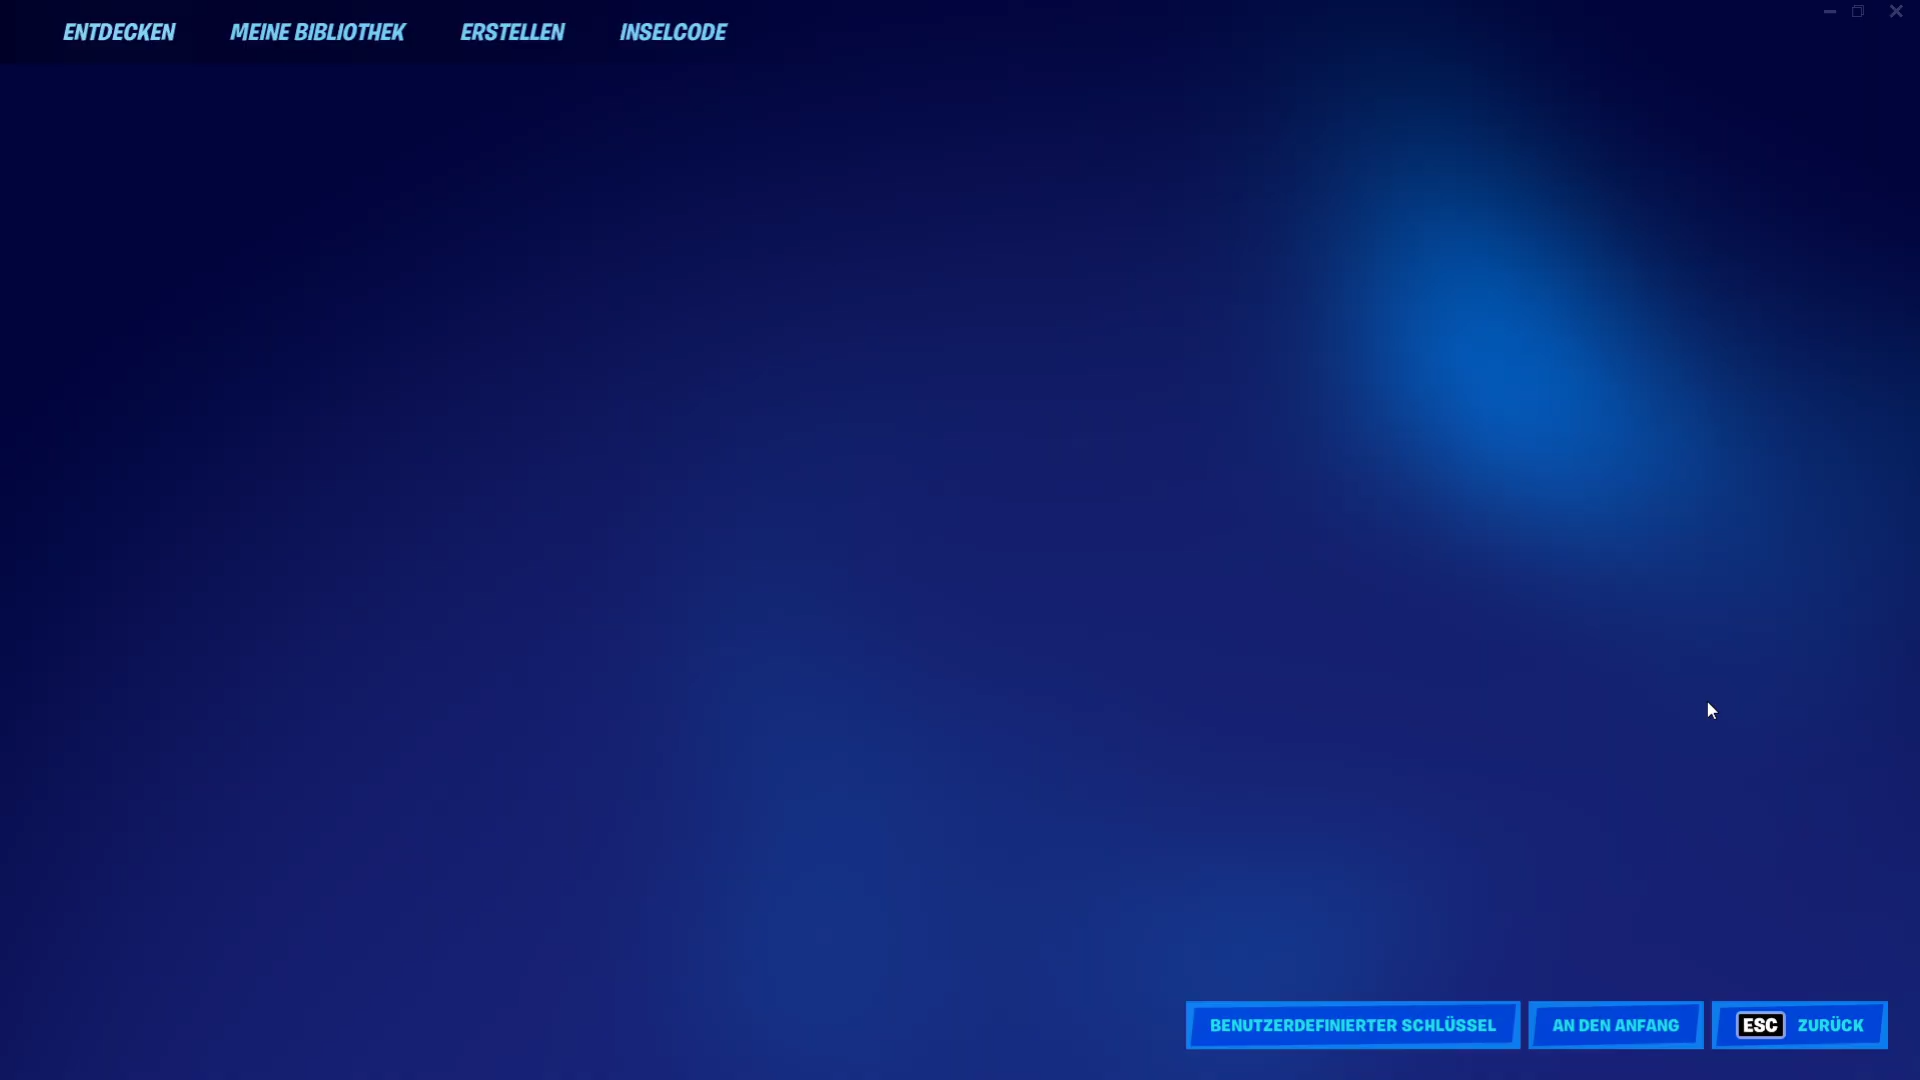 ENTDECKEN MEINE BIBLIOTHEK ERSTELLEN INSELCODE
BENUTZERDEFINIERTER SCHLÜSSEL AN DEN ANFANG ESC ZURÜCK